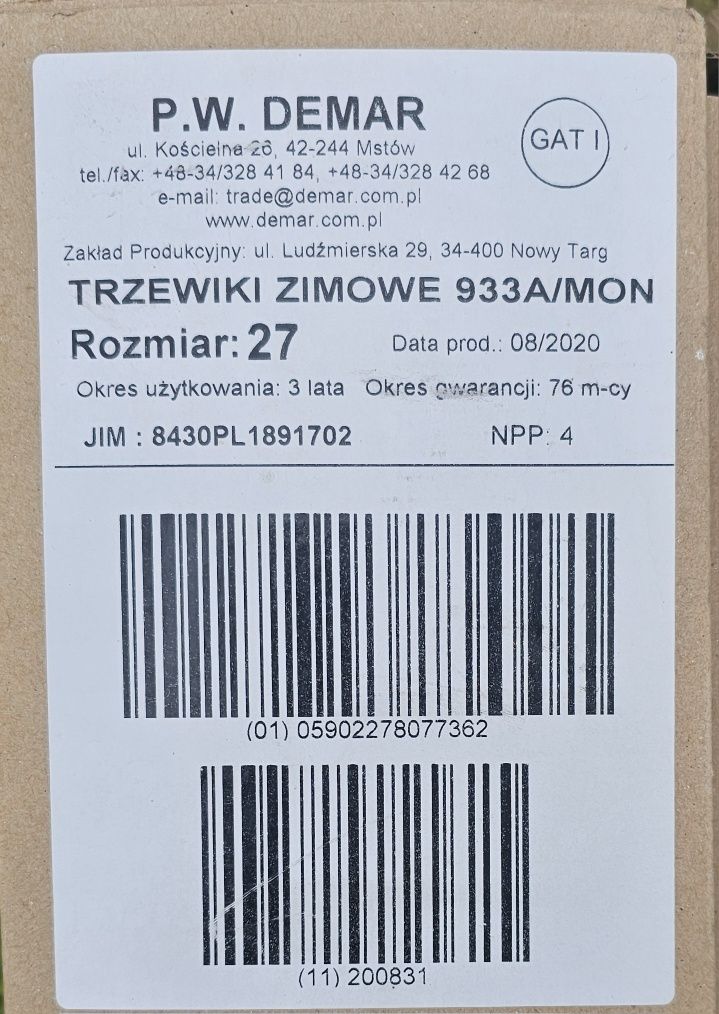 P.W. DEMAR
GAT I
ul. Kościelna 26, 42-244 Mstów
tel./fax: +48-34/328 41 84, +48-34/328 42 68
e-mail: trade@demar.com.pl
www.demar.com.pl
Zakład Produkcyjny: ul. Ludźmierska 29, 34-400 Nowy Targ
TRZEWIKI ZIMOWE 933A/MON
Rozmiar: 27 Data prod.: 08/2020
Okres użytkowania: 3 lata Okres gwarancji: 76 m-cy
JIM : 8430PL1891702 NPP: 4
(01) 05902278077362
(11) 200831